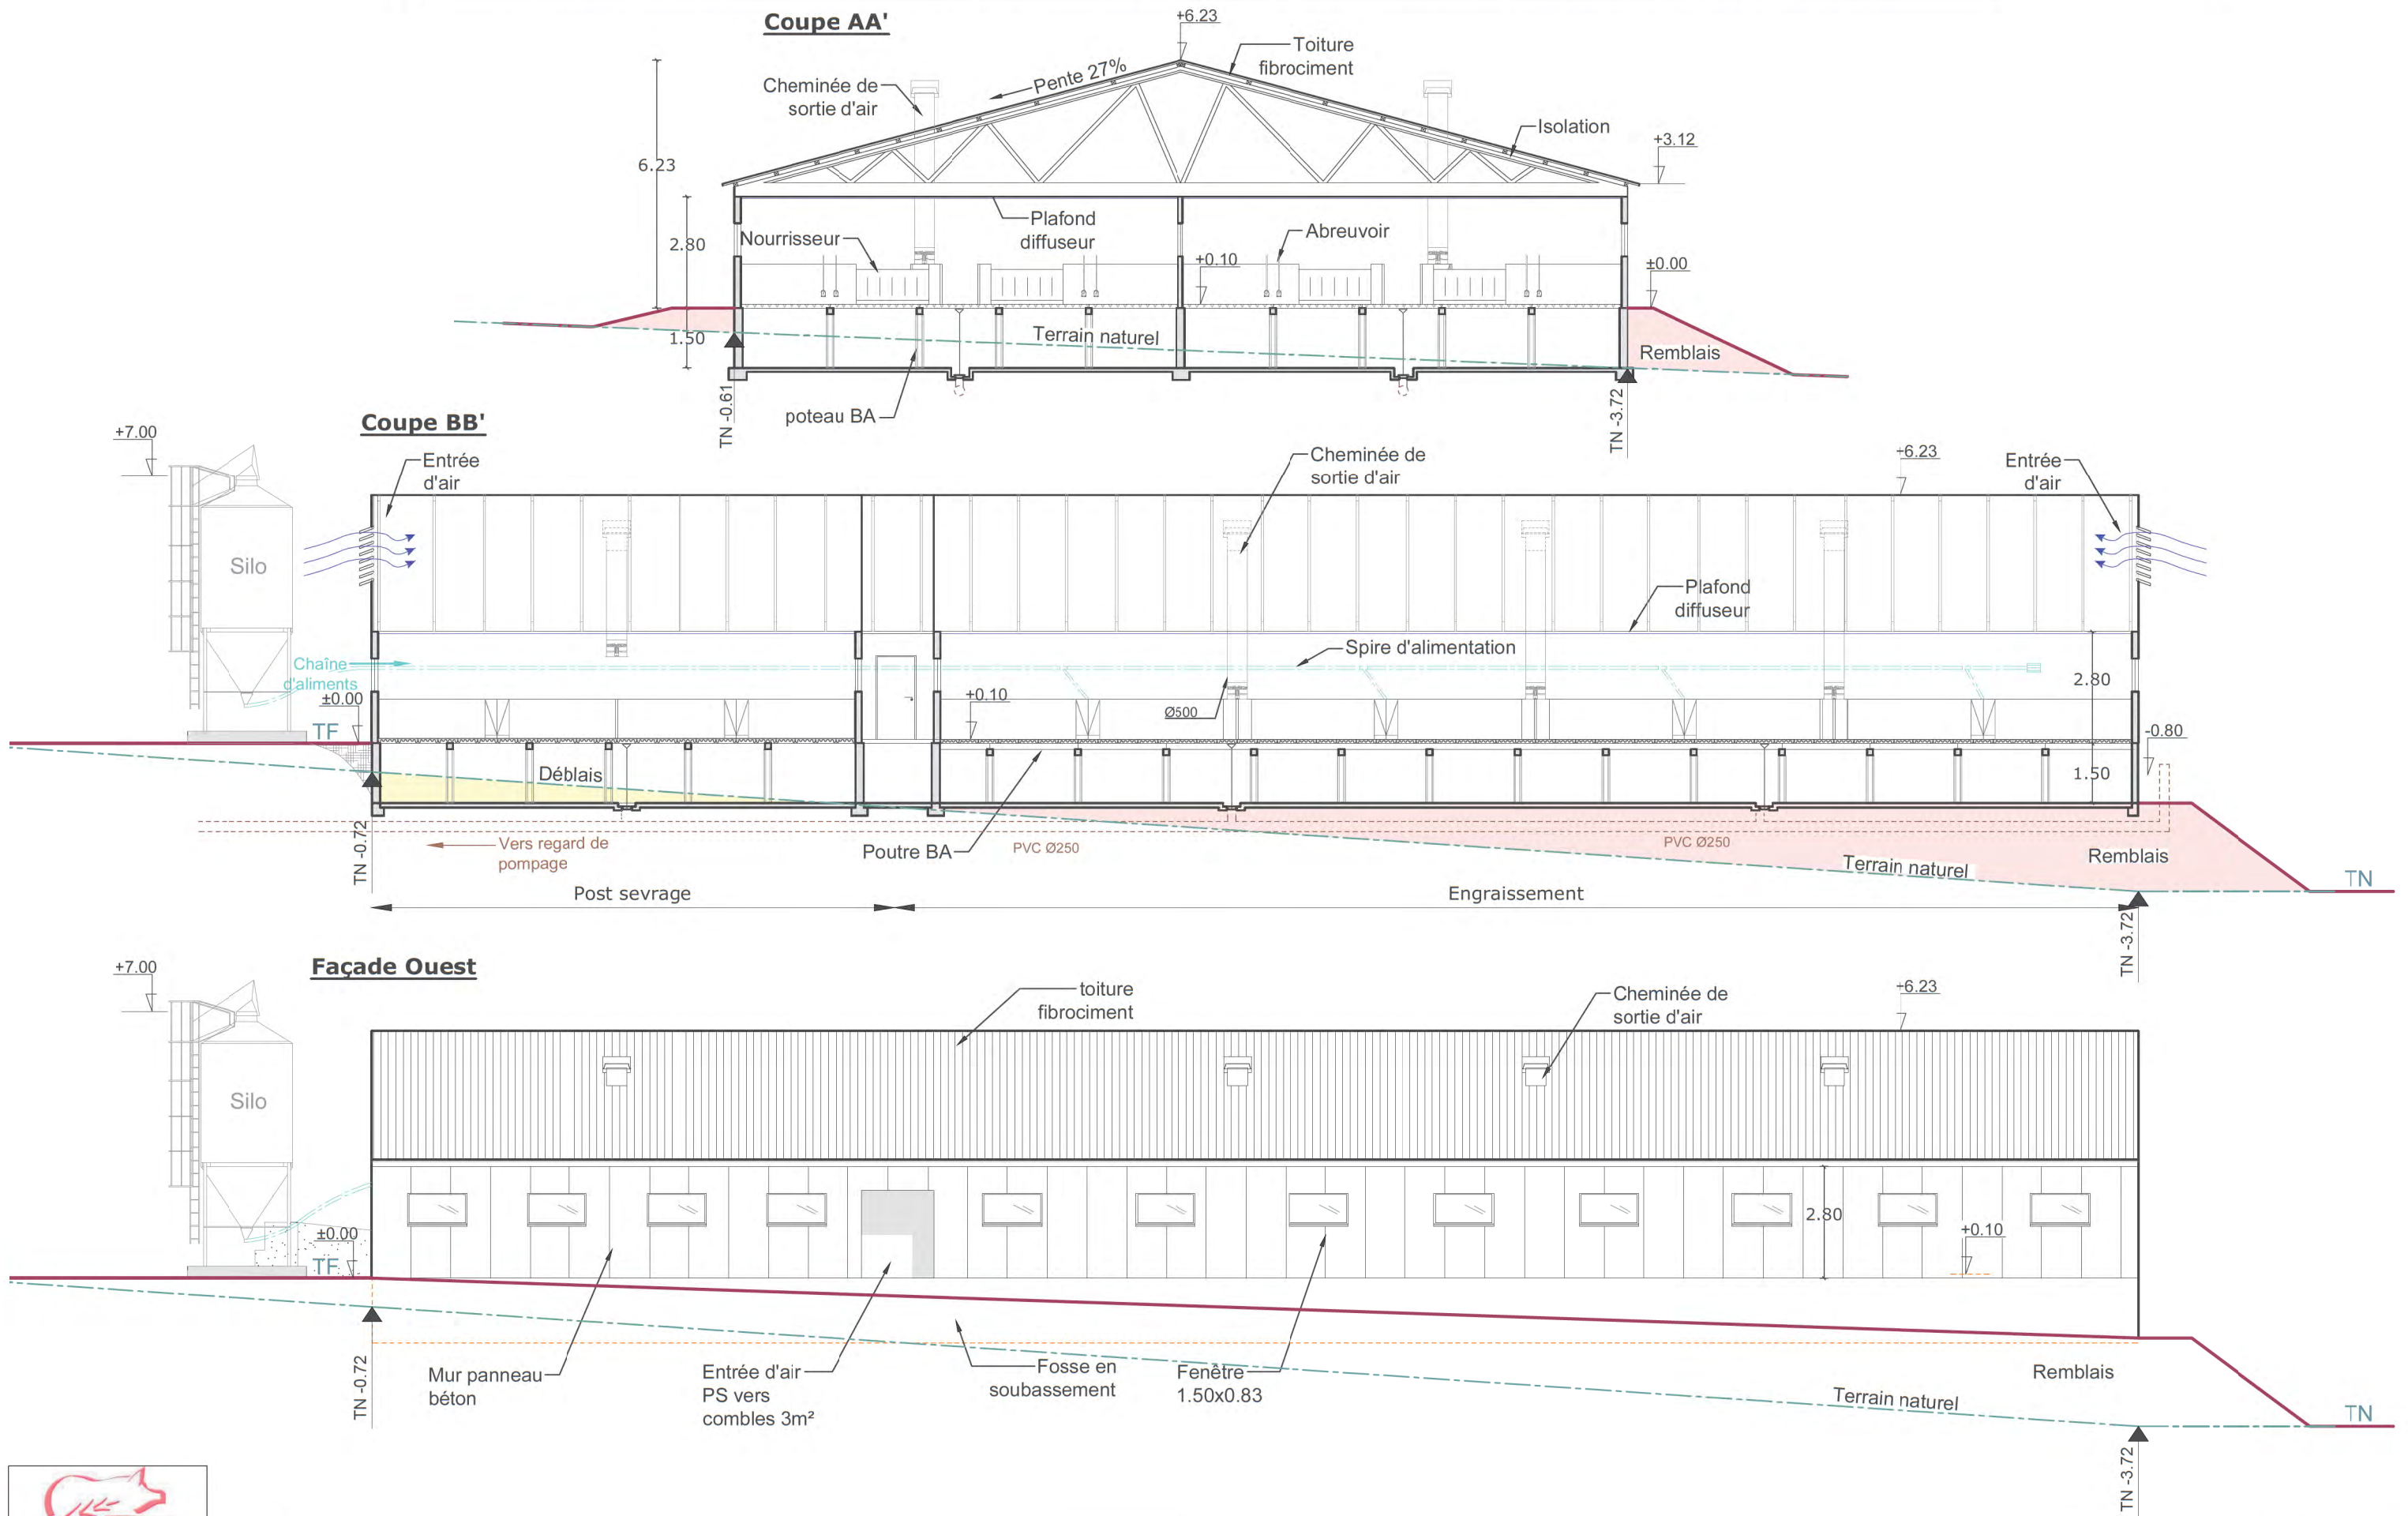 Coupe AA'
+6.23
Toiture
fibrociment
Pente 27%
Cheminée de
sortie d'air
Isolation
+3.12
6.23
Plafond
diffuseur
Nourrisseur
2.80
Abreuvoir
+0.10
±0.00
1.50
Terrain naturel
Remblais
TN -0.61
poteau BA
TN -3.72
Coupe BB'
+7.00
Entrée
d'air
Cheminée de
sortie d'air
+6.23
Entrée
d'air
Silo
Plafond
diffuseur
Spire d'alimentation
Chaîne
d'aliments
±0.00
+0.10
2.80
Ø500
TF
-0.80
Déblais
1.50
TN -0.72
Vers regard de
pompage
Poutre BA
PVC Ø250
PVC Ø250
Terrain naturel
Remblais
TN
Post sevrage
Engraissement
TN -3.72
Façade Ouest
+7.00
toiture
fibrociment
Cheminée de
sortie d'air
+6.23
Silo
2.80
±0.00
+0.10
TF
TN -0.72
Mur panneau
béton
Entrée d'air
PS vers
combles 3m²
Fosse en
soubassement
Fenêtre
1.50x0.83
Remblais
Terrain naturel
TN
TN -3.72